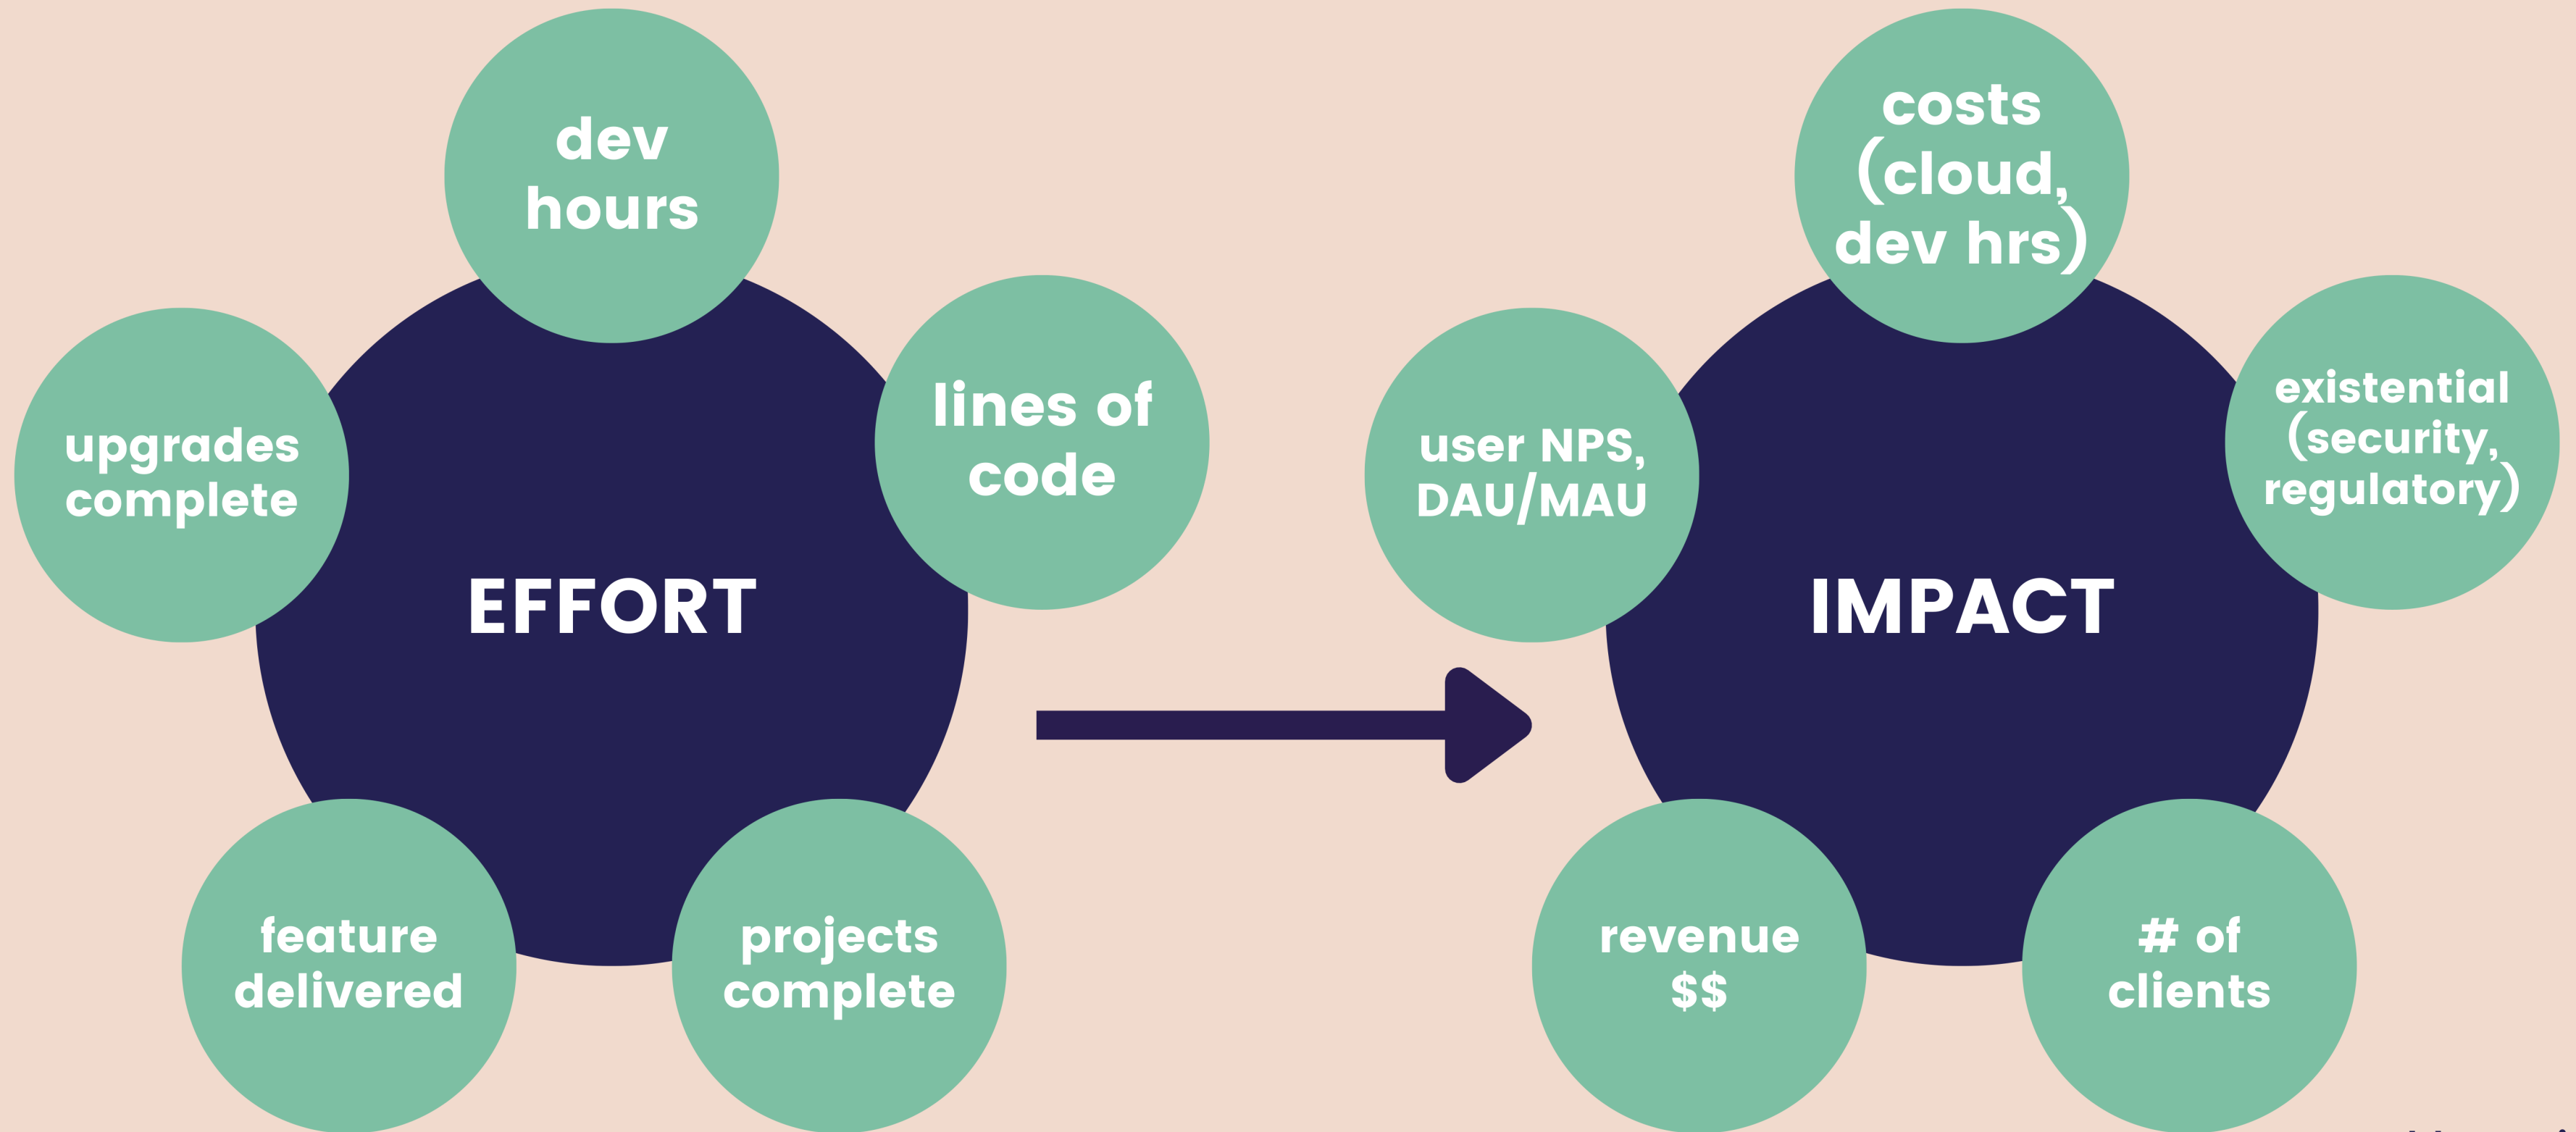 dev
hours
lines of
code
upgrades
complete
EFFORT
feature
delivered
projects
complete
costs
(cloud,
dev hrs)
existential
(security,
regulatory)
user NPS,
DAU/MAU
IMPACT
revenue
$$
# of
clients